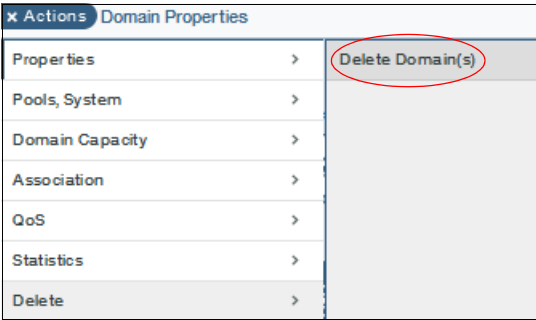 x Actions Domain Properties
Properties > Delete Domain(s)
Pools, System >
Domain Capacity >
Association >
QoS >
Statistics >
Delete >